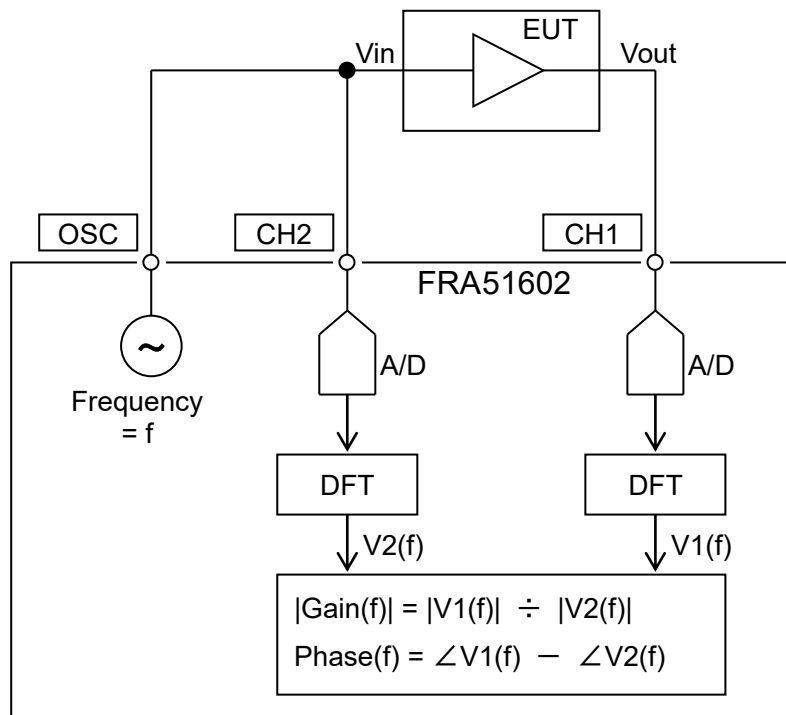 EUT
Vin
Vout
OSC
CH2
CH1
FRA51602
~
A/D
A/D
Frequency
= f
DFT
DFT
V2(f)
V1(f)
|Gain(f)| = |V1(f)| ÷ |V2(f)|
Phase(f) = ∠V1(f) − ∠V2(f)